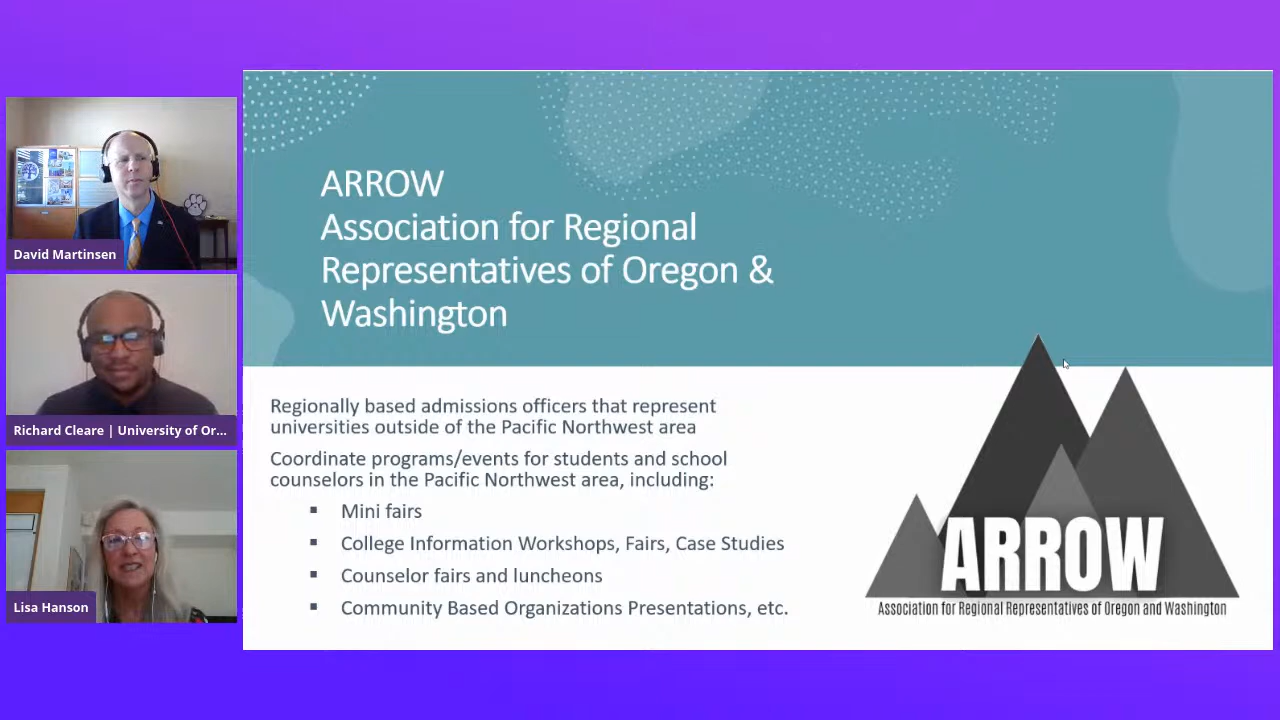 David Martinsen
Richard Cleare | University of Or...
Lisa Hanson
ARROW
Association for Regional
Representatives of Oregon &
Washington
Regionally based admissions officers that represent
universities outside of the Pacific Northwest area
Coordinate programs/events for students and school
counselors in the Pacific Northwest area, including:
▪ Mini fairs
▪ College Information Workshops, Fairs, Case Studies
▪ Counselor fairs and luncheons
▪ Community Based Organizations Presentations, etc.
ARROW
Association for Regional Representatives of Oregon and Washington